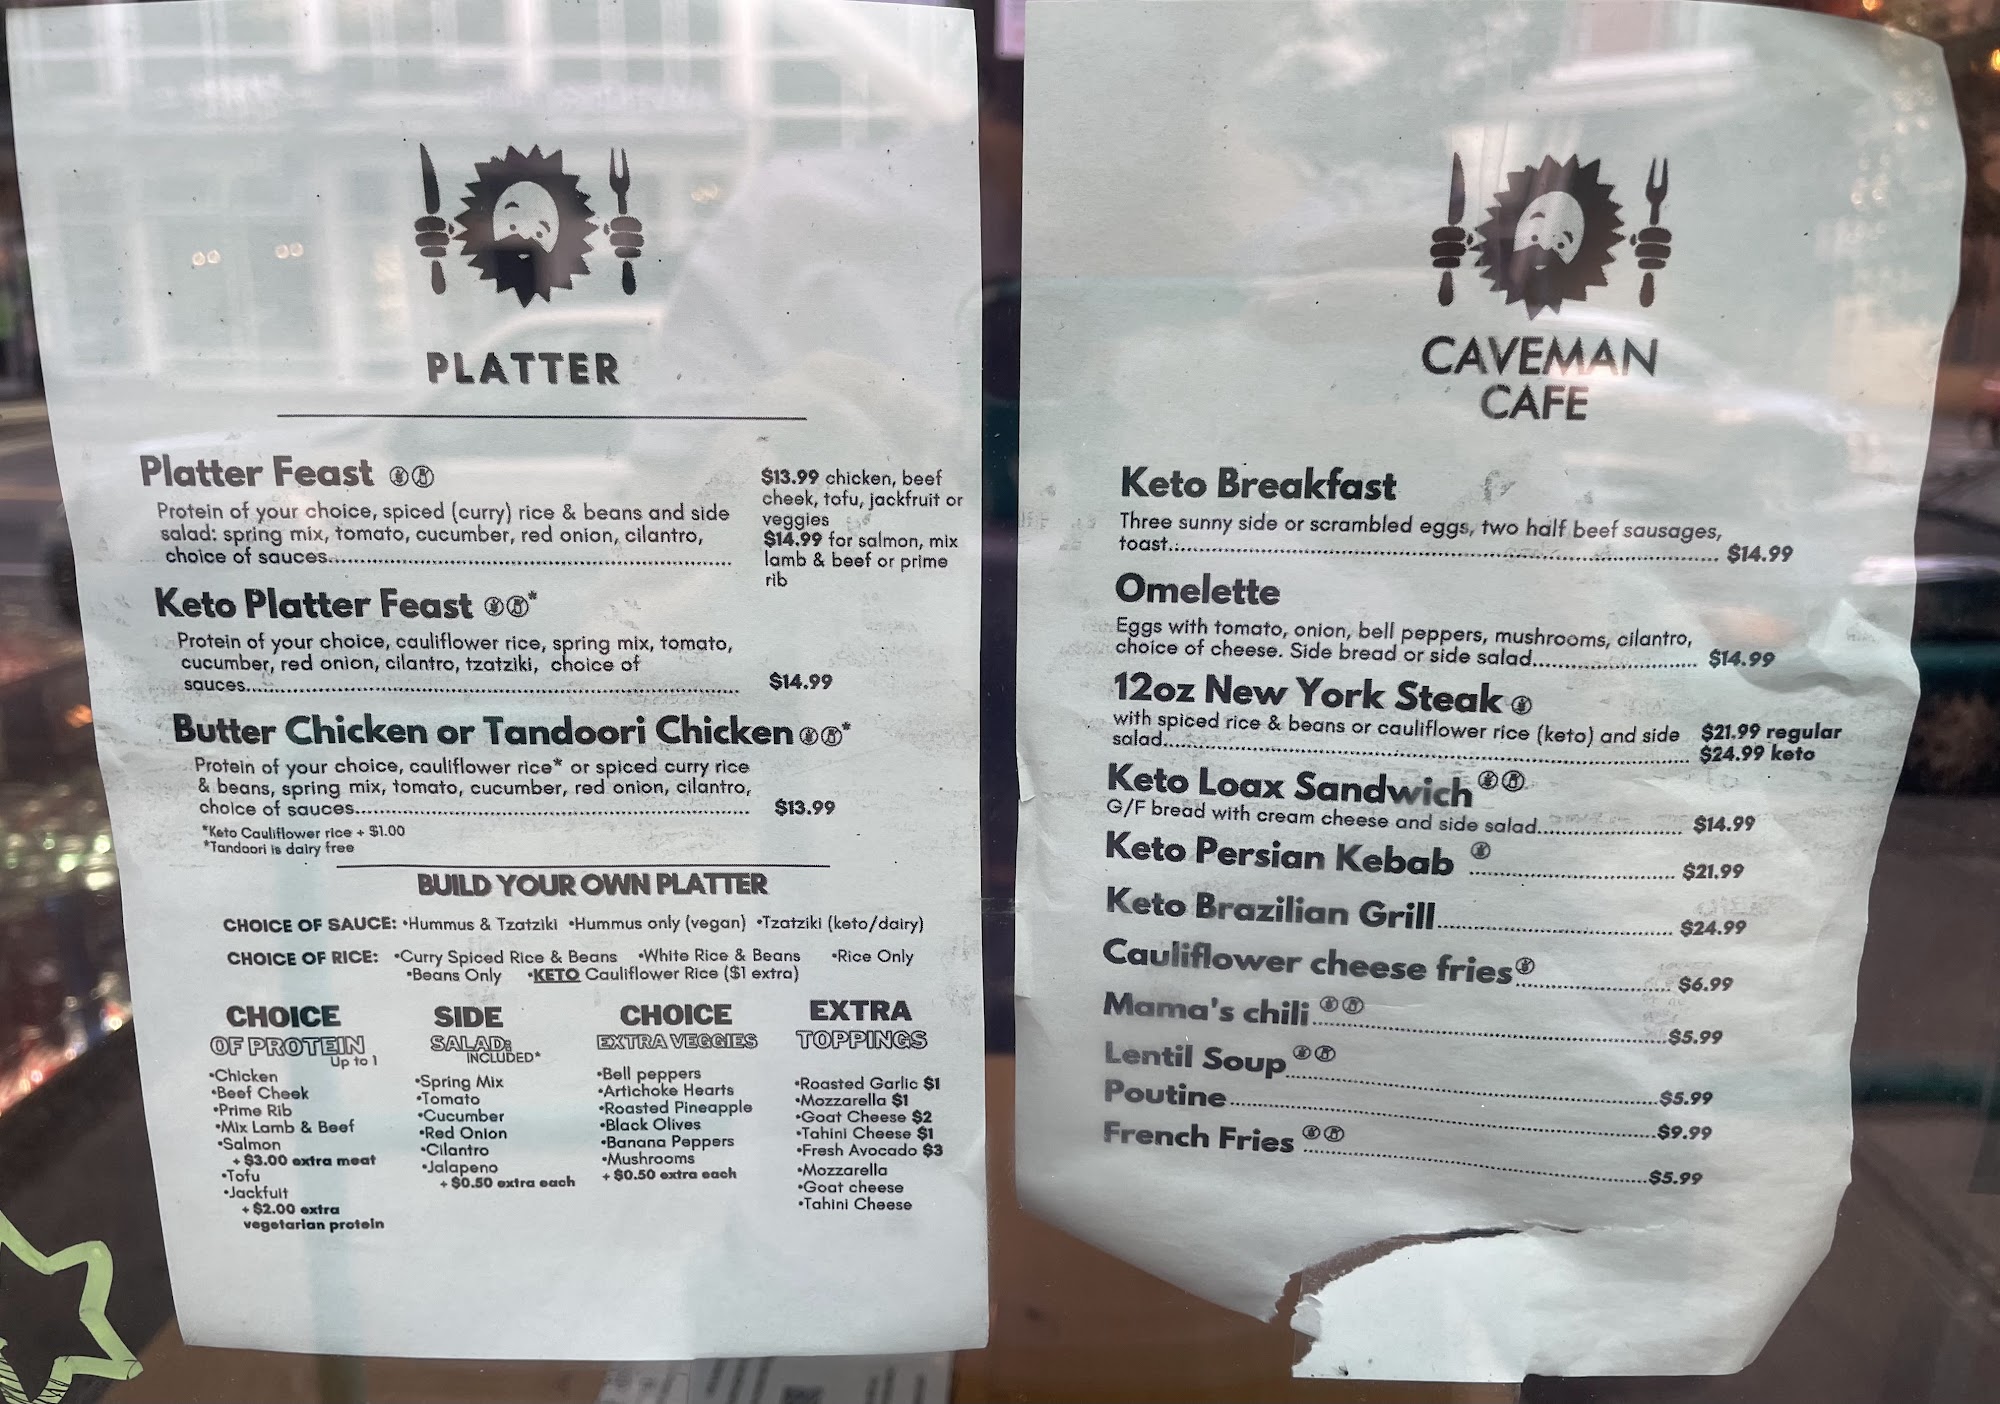 PLATTER
Platter Feast
Protein of your choice, spiced (curry) rice & beans and side
salad: spring mix, tomato, cucumber, red onion, cilantro,
choice of sauces
$13.99 chicken, beef
cheek, tofu, jackfruit or
veggies
$14.99 for salmon, mix
lamb & beef or prime
rib
Keto Platter Feast *
Protein of your choice, cauliflower rice, spring mix, tomato,
cucumber, red onion, cilantro, tzatziki, choice of
sauces........ $14.99
Butter Chicken or Tandoori Chicken *
Protein of your choice, cauliflower rice* or spiced curry rice
& beans, spring mix, tomato, cucumber, red onion, cilantro,
choice of sauces........ $13.99
*Keto Cauliflower rice + $1.00
*Tandoori is dairy free
BUILD YOUR OWN PLATTER
CHOICE OF SAUCE: •Hummus & Tzatziki •Hummus only (vegan) •Tzatziki (keto/dairy)
CHOICE OF RICE: •Curry Spiced Rice & Beans •White Rice & Beans •Rice Only
•Beans Only •KETO Cauliflower Rice ($1 extra)
CHOICE
OF PROTEIN
Up to 1
•Chicken
•Beef Cheek
•Prime Rib
•Mix Lamb & Beef
•Salmon
+ $3.00 extra meat
•Tofu
•Jackfuit
+ $2.00 extra
vegetarian protein
SIDE
SALAD:
INCLUDED*
•Spring Mix
•Tomato
•Cucumber
•Red Onion
•Cilantro
•Jalapeno
+ $0.50 extra each
CHOICE
EXTRA VEGGIES
•Bell peppers
•Artichoke Hearts
•Roasted Pineapple
•Black Olives
•Banana Peppers
•Mushrooms
+ $0.50 extra each
EXTRA
TOPPINGS
•Roasted Garlic $1
•Mozzarella $1
•Goat Cheese $2
•Tahini Cheese $1
•Fresh Avocado $3
•Mozzarella
•Goat cheese
•Tahini Cheese
CAVEMAN
CAFE
Keto Breakfast
Three sunny side or scrambled eggs, two half beef sausages,
toast........ $14.99
Omelette
Eggs with tomato, onion, bell peppers, mushrooms, cilantro,
choice of cheese. Side bread or side salad........ $14.99
12oz New York Steak
with spiced rice & beans or cauliflower rice (keto) and side
salad........
$21.99 regular
$24.99 keto
Keto Loax Sandwich
G/F bread with cream cheese and side salad........ $14.99
Keto Persian Kebab ........ $21.99
Keto Brazilian Grill........ $24.99
Cauliflower cheese fries ........ $6.99
Mama's chili ........ $5.99
Lentil Soup ........ $5.99
Poutine........ $9.99
French Fries ........ $5.99